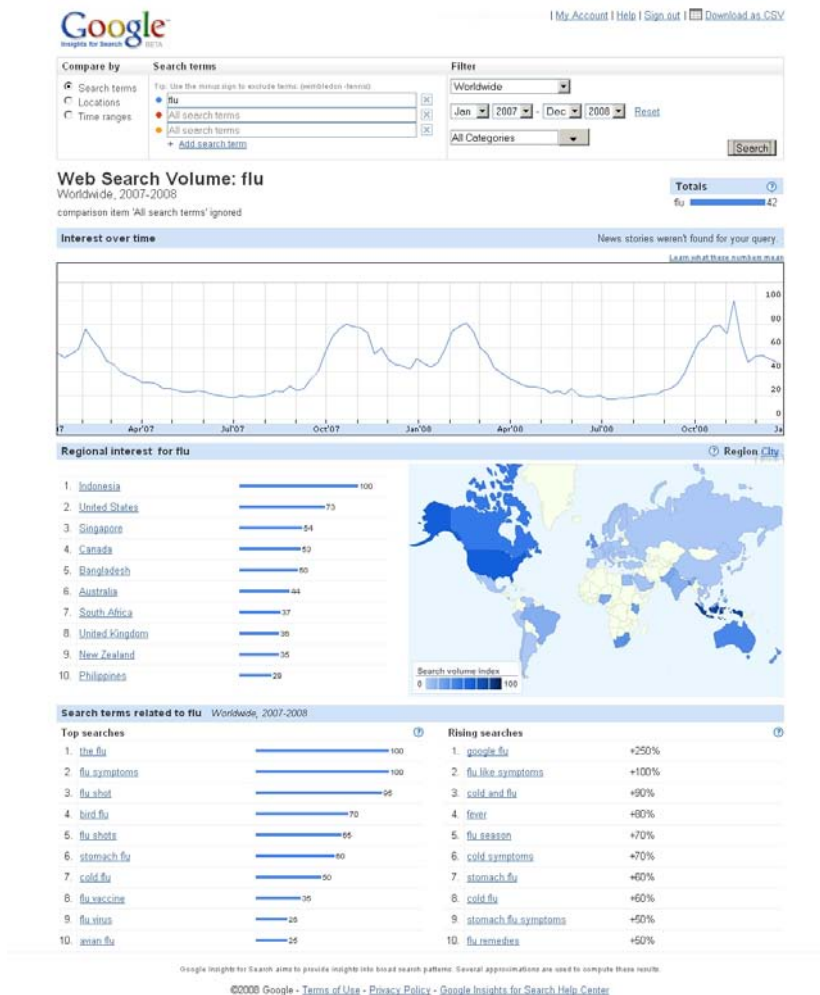 | My Account | Help | Sign out | Download as CSV
Google
Insights for Search BETA
Compare by
Search terms
Locations
Time ranges
Search terms
Tip: Use the minus sign to exclude terms. (wembledon -tennis)
flu
All search terms
All search terms
+ Add search term
Filter
Worldwide
Jan 2007 - Dec 2008 Reset
All Categories
Search
Web Search Volume: flu
Worldwide, 2007-2008
comparison item 'All search terms' ignored
Totals
flu 42
Interest over time
News stories weren't found for your query.
Learn what these numbers mean
100
80
60
40
20
0
Apr'07 Jul'07 Oct'07 Jan'08 Apr'08 Jul'08 Oct'08 Ja
Regional interest for flu
Region City
1. Indonesia 100
2. United States 73
3. Singapore 54
4. Canada 53
5. Bangladesh 50
6. Australia 44
7. South Africa 37
8. United Kingdom 36
9. New Zealand 35
10. Philippines 29
Search volume index
0 100
Search terms related to flu Worldwide, 2007-2008
Top searches
1. the flu 100
2. flu symptoms 100
3. flu shot 95
4. bird flu 70
5. flu shots 65
6. stomach flu 60
7. cold flu 50
8. flu vaccine 35
9. flu virus 25
10. avian flu 25
Rising searches
1. google flu +250%
2. flu like symptoms +100%
3. cold and flu +90%
4. fever +80%
5. flu season +70%
6. cold symptoms +70%
7. stomach flu +60%
8. cold flu +60%
9. stomach flu symptoms +50%
10. flu remedies +50%
Google Insights for Search aims to provide insights into broad search patterns. Several approximations are used to compute these results.
©2008 Google - Terms of Use - Privacy Policy - Google Insights for Search Help Center